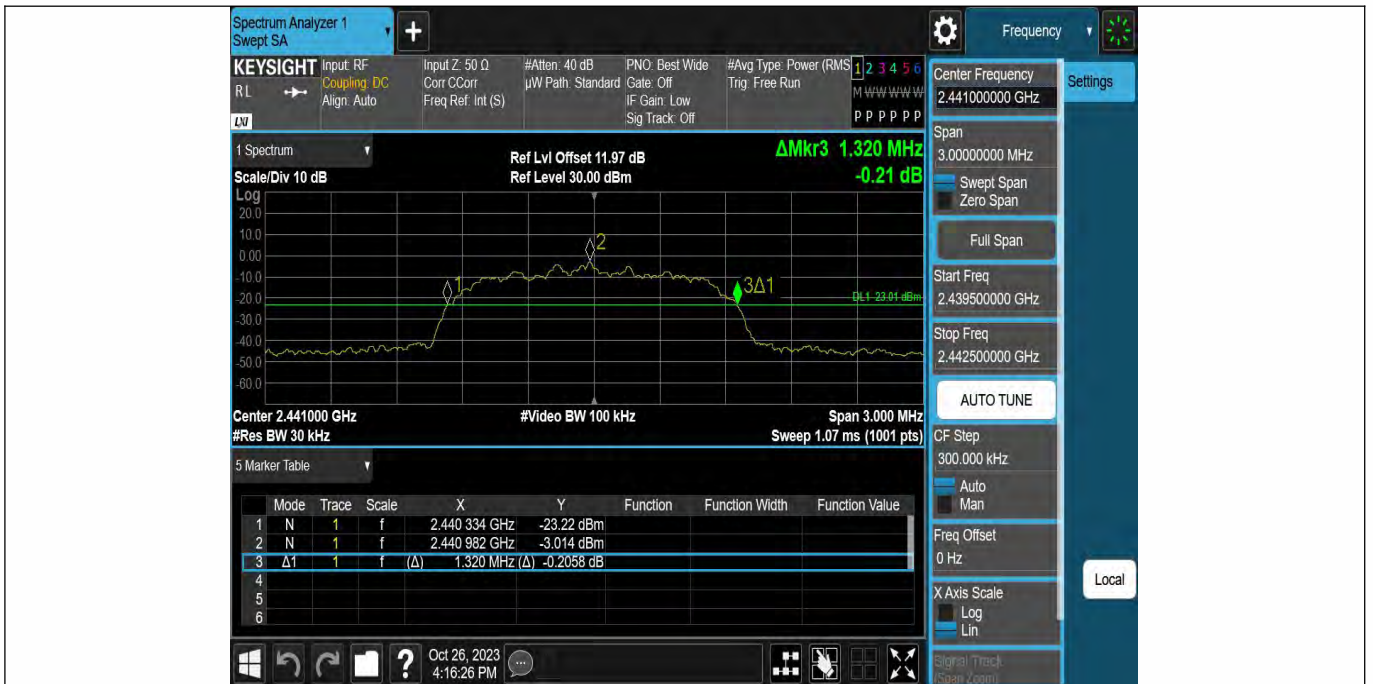 Spectrum Analyzer 1
Swept SA
+
Frequency
KEYSIGHT
RL
LXI
Input: RF
Coupling: DC
Align: Auto
Input Z: 50 Ω
Corr CCorr
Freq Ref: Int (S)
#Atten: 40 dB
µW Path: Standard
PNO: Best Wide
Gate: Off
IF Gain: Low
Sig Track: Off
#Avg Type: Power (RMS
Trig: Free Run
1 2 3 4 5 6
M W W W W W
P P P P P P
1 Spectrum
Scale/Div 10 dB
Ref Lvl Offset 11.97 dB
Ref Level 30.00 dBm
ΔMkr3 1.320 MHz
-0.21 dB
Log
20.0
10.0
0.00
-10.0
-20.0
-30.0
-40.0
-50.0
-60.0
1
2
3Δ1
DL1 -23.01 dBm
Center 2.441000 GHz
#Video BW 100 kHz
Span 3.000 MHz
#Res BW 30 kHz
Sweep 1.07 ms (1001 pts)
5 Marker Table
Mode Trace Scale X Y Function Function Width Function Value
1 N 1 f 2.440 334 GHz -23.22 dBm
2 N 1 f 2.440 982 GHz -3.014 dBm
3 Δ1 1 f (Δ) 1.320 MHz (Δ) -0.2058 dB
4
5
6
?
Oct 26, 2023
4:16:26 PM
Center Frequency
2.441000000 GHz
Span
3.00000000 MHz
Swept Span
Zero Span
Full Span
Start Freq
2.439500000 GHz
Stop Freq
2.442500000 GHz
AUTO TUNE
CF Step
300.000 kHz
Auto
Man
Freq Offset
0 Hz
X Axis Scale
Log
Lin
Signal Track
(Span Zoom)
Settings
Local